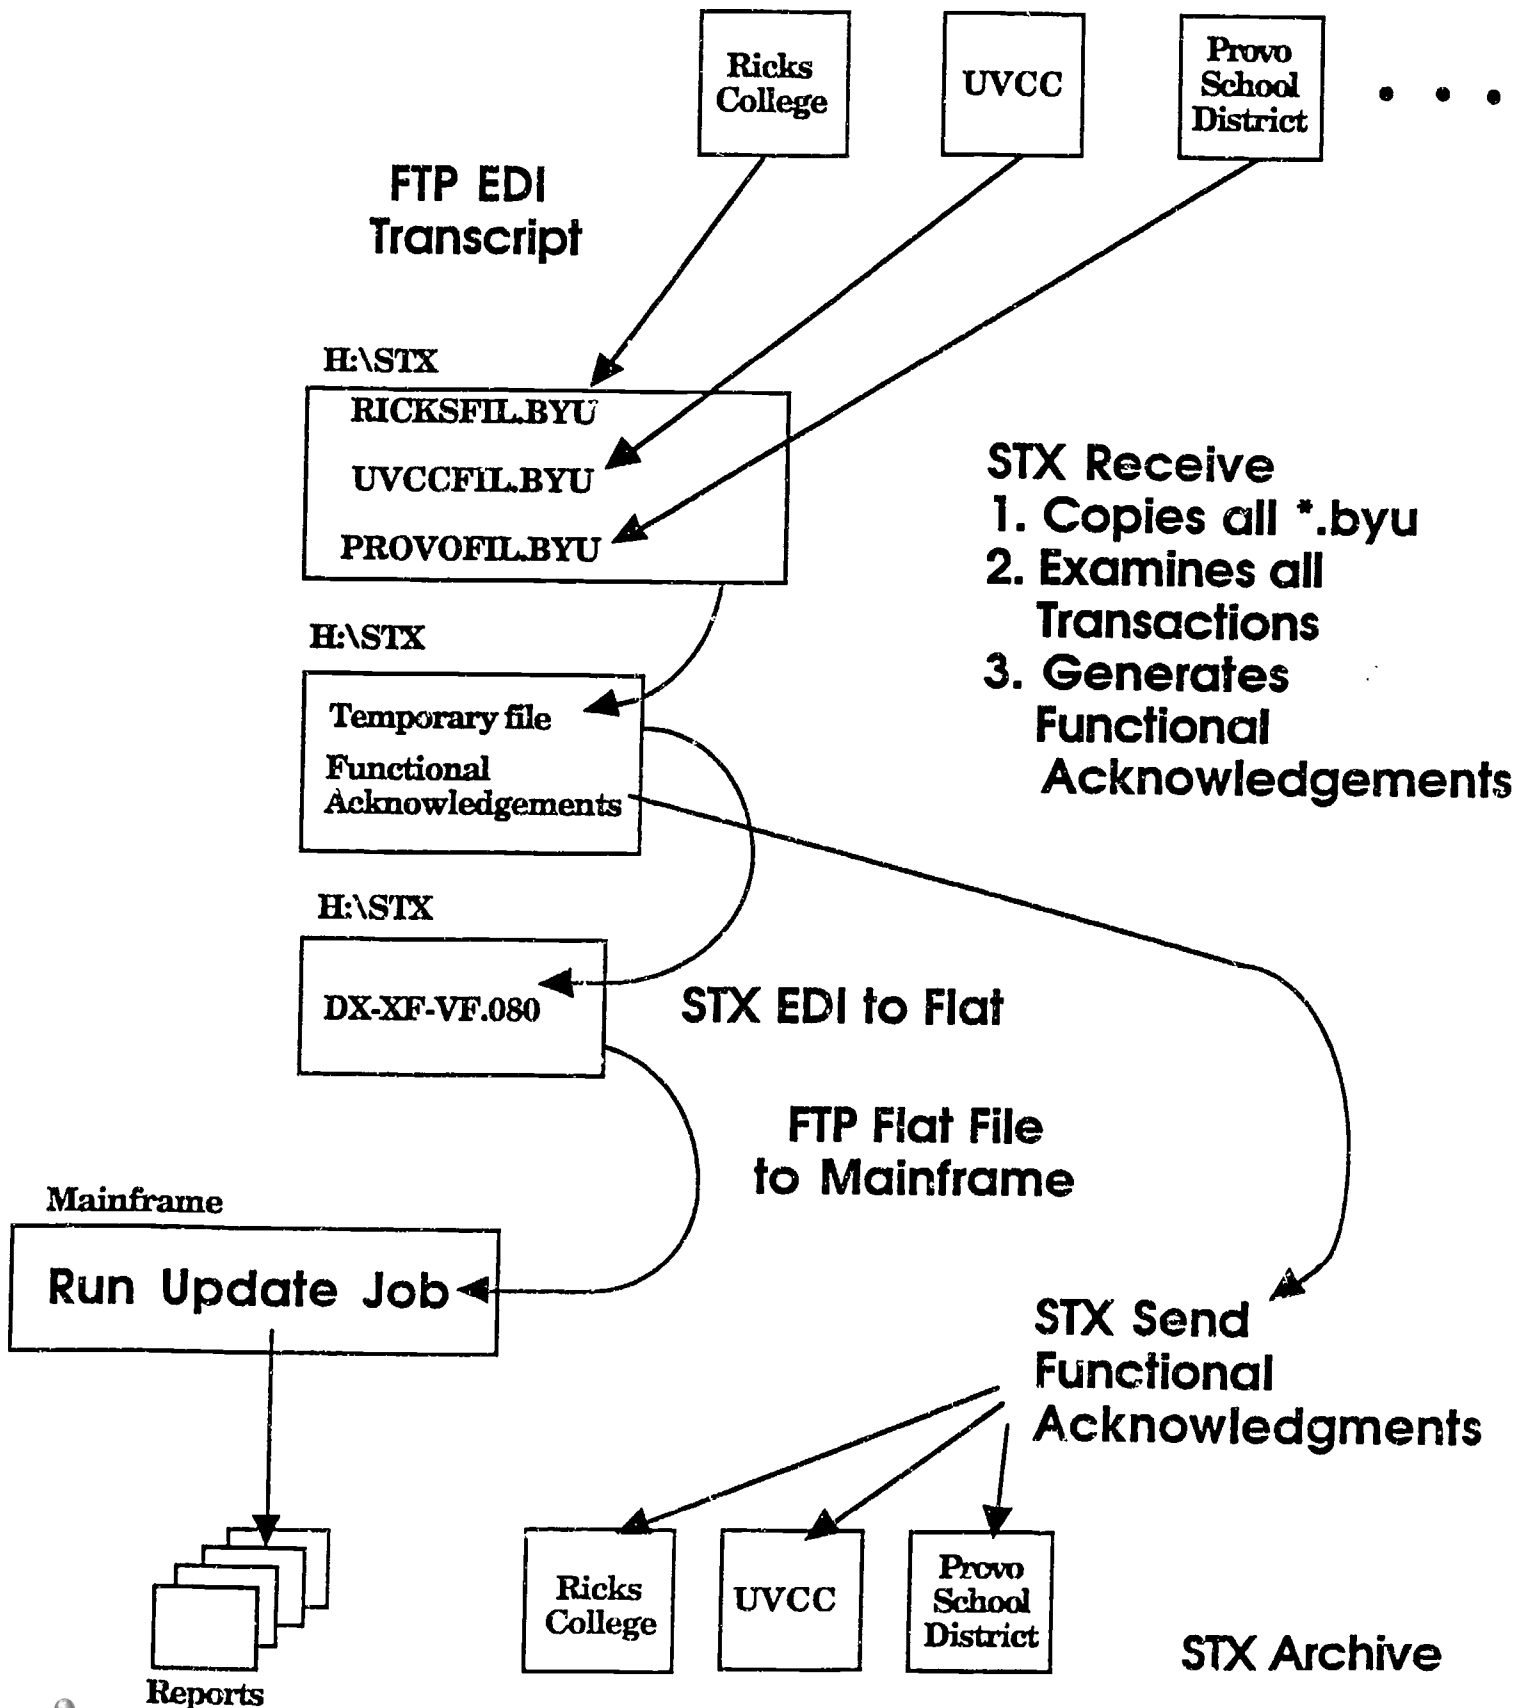 Ricks
College
UVCC
Provo
School
District
• • •
FTP EDI
Transcript
H:\STX
RICKSFIL.BYU
UVCCFIL.BYU
PROVOFIL.BYU
STX Receive
1. Copies all *.byu
2. Examines all
Transactions
3. Generates
Functional
Acknowledgements
H:\STX
Temporary file
Functional
Acknowledgements
H:\STX
DX-XF-VF.080
STX EDI to Flat
FTP Flat File
to Mainframe
Mainframe
Run Update Job
STX Send
Functional
Acknowledgments
Ricks
College
UVCC
Provo
School
District
STX Archive
Reports